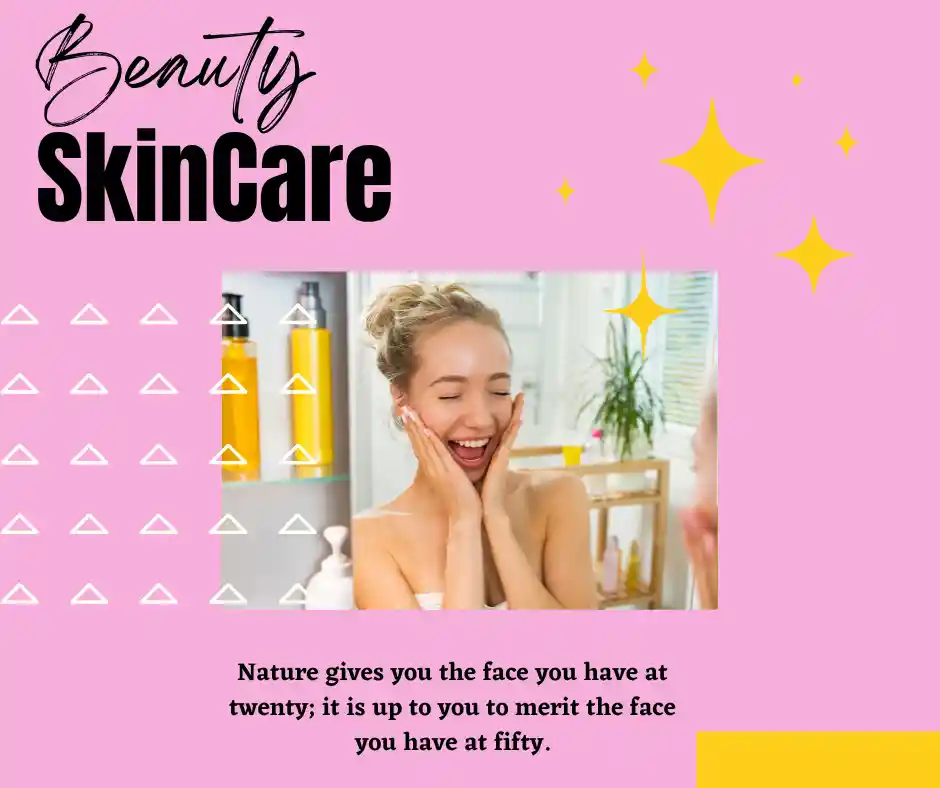 Beauty
SkinCare
Nature gives you the face you have at
twenty; it is up to you to merit the face
you have at fifty.